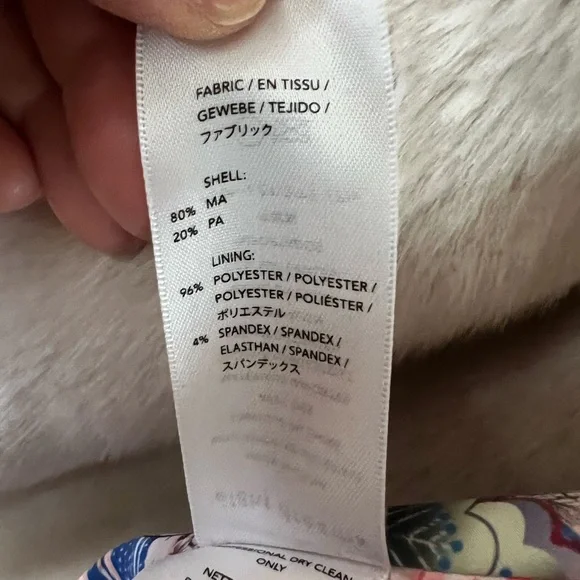 FABRIC / EN TISSU /
GEWEBE / TEJIDO /
ファブリック
SHELL:
80% MA
20% PA
LINING:
96% POLYESTER / POLYESTER /
POLYESTER / POLIÉSTER /
ポリエステル
4% SPANDEX / SPANDEX /
ELASTHAN / SPANDEX /
スパンデックス
DRY CLEAN
ONLY